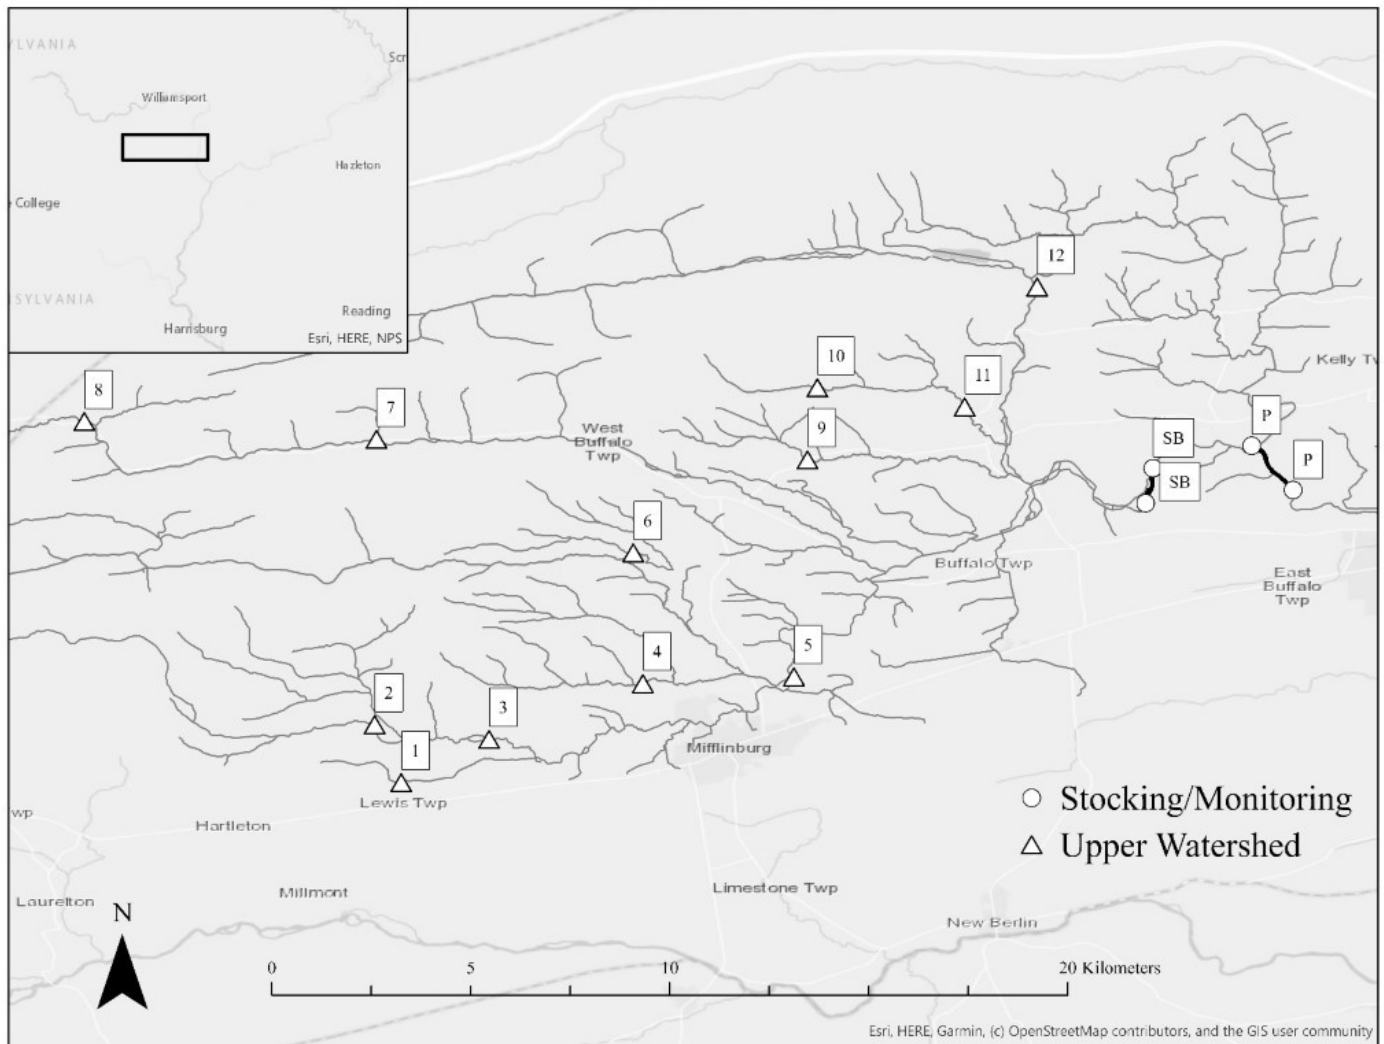 YLVANIA
Scr
Williamsport
Hazleton
College
SYLVANIA
Reading
Harrisburg
Esri, HERE, NPS
12
Kelly Tw
10
11
8
7
P
9
SB
West
Buffalo
Twp
P
SB
6
Buffalo Twp
East
Buffalo
Twp
5
4
2
3
1
Mifflinburg
Lewis Twp
Stocking/Monitoring
wp
Hartleton
Upper Watershed
Millmont
Limestone Twp
Laurelton
N
New Berlin
0 5 10 20 Kilometers
Esri, HERE, Garmin, (c) OpenStreetMap contributors, and the GIS user community